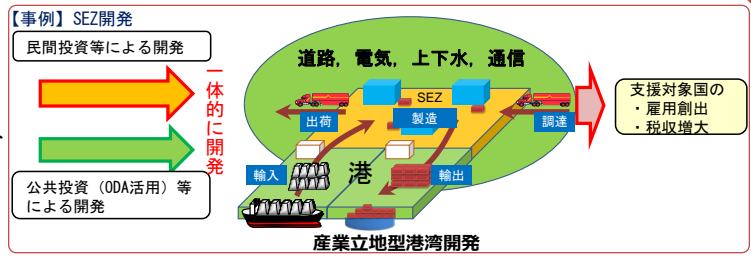 【事例】SEZ開発
民間投資等による開発
一体的に開発
公共投資（ODA活用）等
による開発
道路，電気，上下水，通信
SEZ
出荷
製造
調達
輸入
港
輸出
産業立地型港湾開発
支援対象国の
・雇用創出
・税収増大